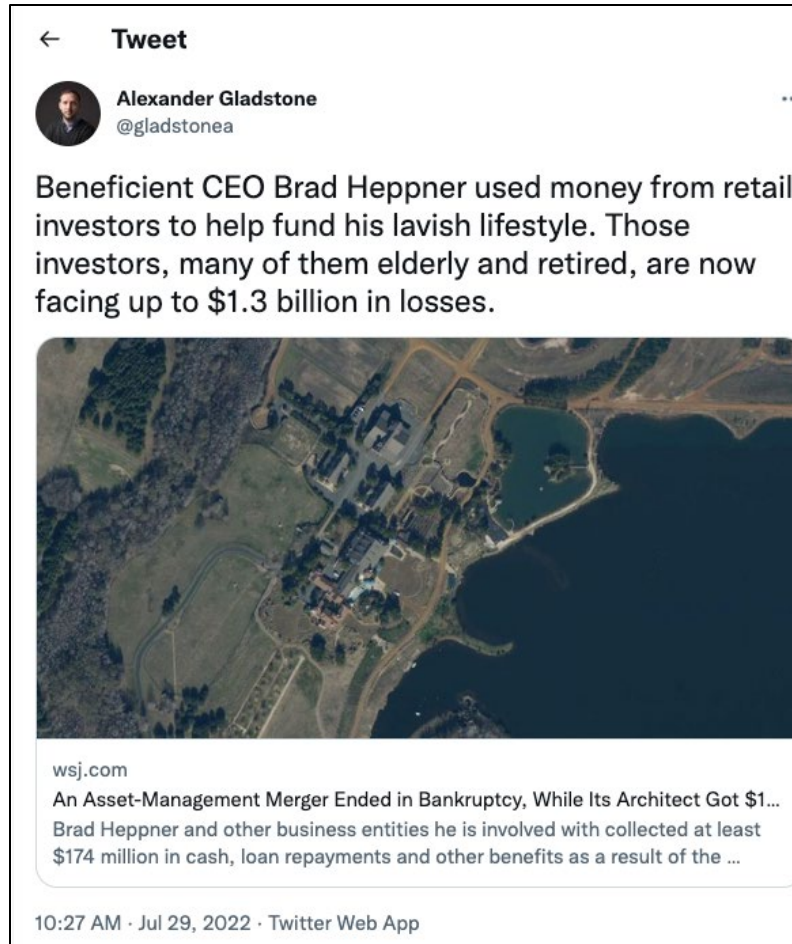 Tweet
Alexander Gladstone
@gladstonea
Beneficient CEO Brad Heppner used money from retail
investors to help fund his lavish lifestyle. Those
investors, many of them elderly and retired, are now
facing up to $1.3 billion in losses.
wsj.com
An Asset-Management Merger Ended in Bankruptcy, While Its Architect Got $1...
Brad Heppner and other business entities he is involved with collected at least
$174 million in cash, loan repayments and other benefits as a result of the ...
10:27 AM · Jul 29, 2022 · Twitter Web App